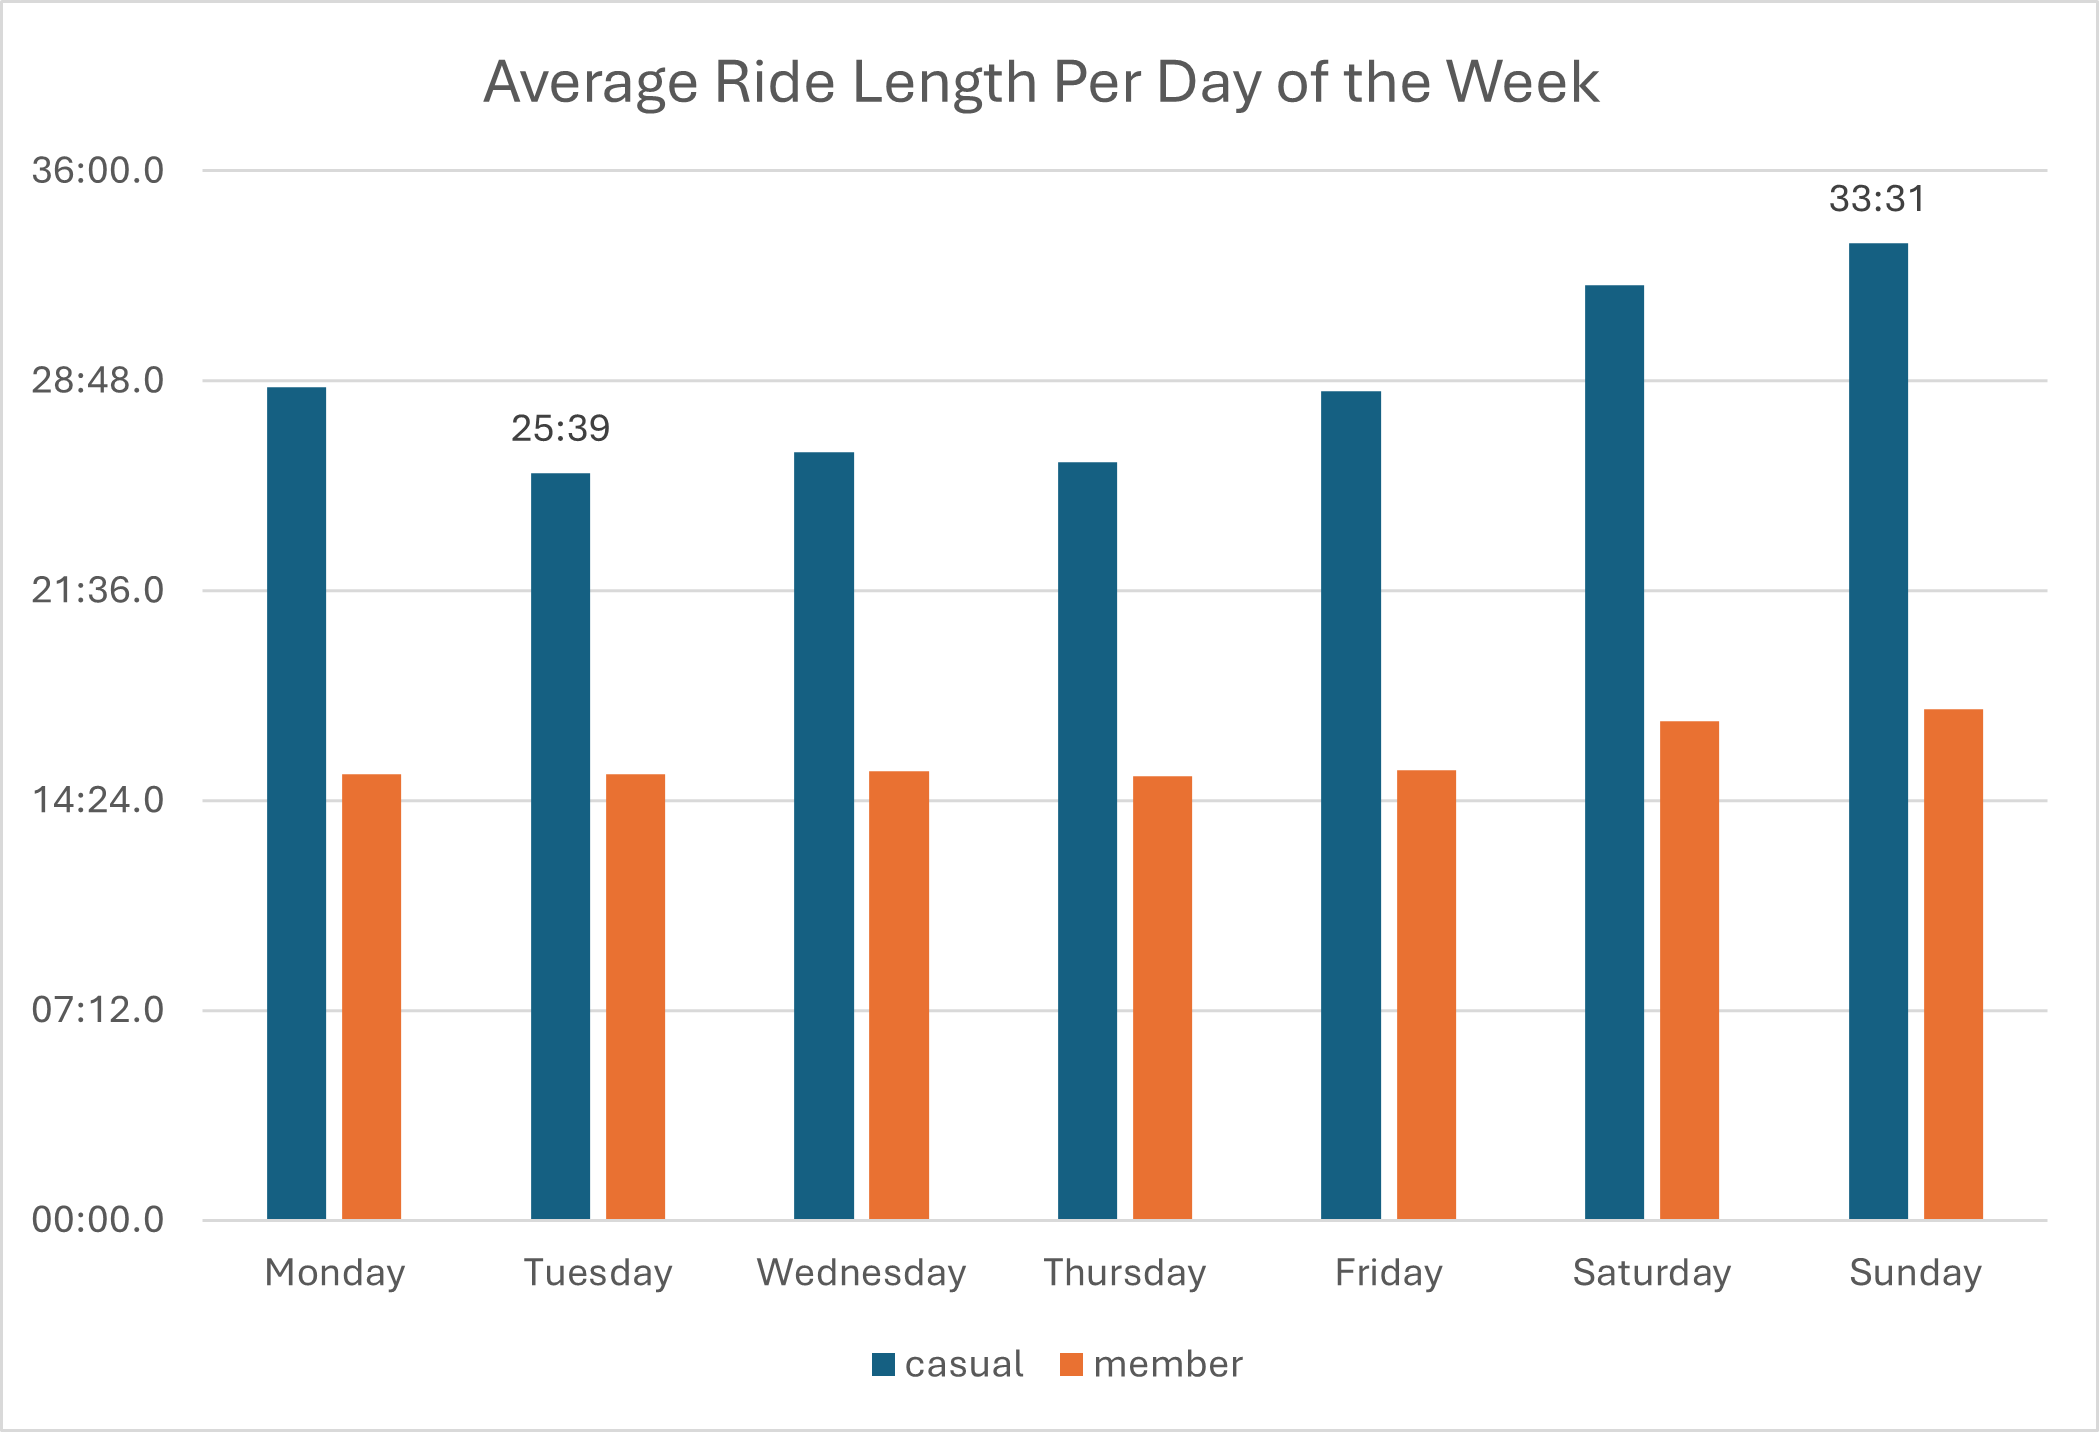 Average Ride Length Per Day of the Week
36:00.0
33:31
28:48.0
25:39
21:36.0
14:24.0
07:12.0
00:00.0
Monday Tuesday Wednesday Thursday Friday Saturday Sunday
casual member